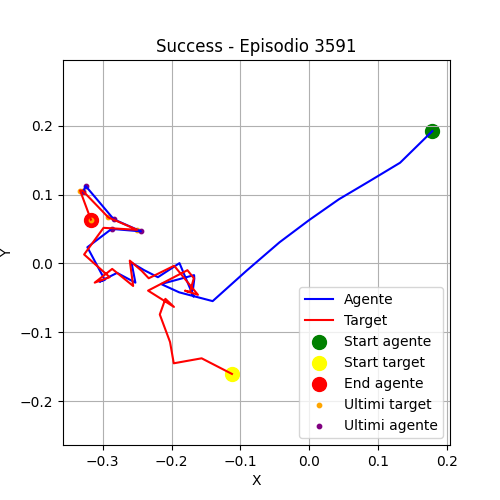 Success - Episodio 3591
Y
0.2
0.1
0.0
−0.1
−0.2
Agente
Target
Start agente
Start target
End agente
Ultimi target
Ultimi agente
−0.3
−0.2
−0.1
0.0
0.1
0.2
X